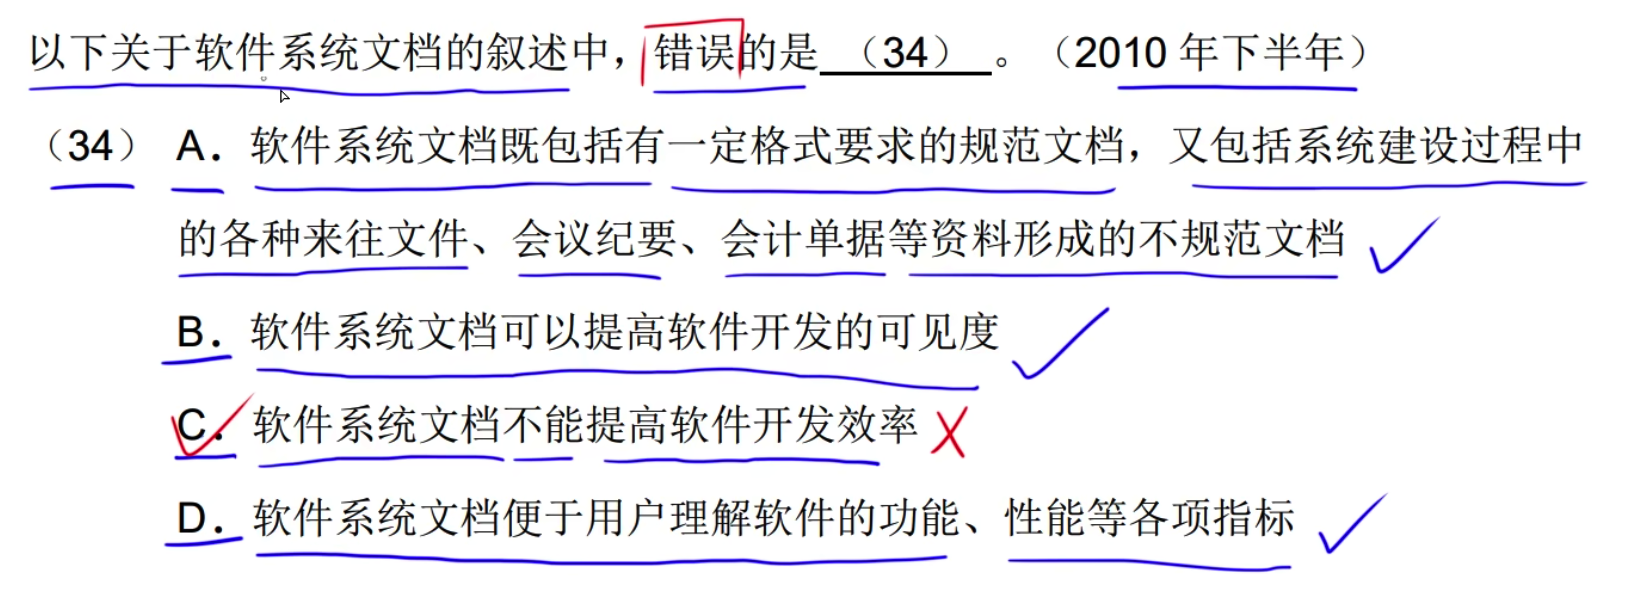 以下关于软件系统文档的叙述中，错误的是 （34） 。（2010 年下半年）
（34） A．软件系统文档既包括有一定格式要求的规范文档，又包括系统建设过程中
的各种来往文件、会议纪要、会计单据等资料形成的不规范文档
B．软件系统文档可以提高软件开发的可见度
C．软件系统文档不能提高软件开发效率
D．软件系统文档便于用户理解软件的功能、性能等各项指标